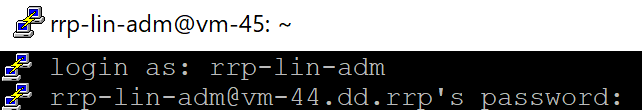 rrp-lin-adm@vm-45: ~
login as: rrp-lin-adm
rrp-lin-adm@vm-44.dd.rrp's password: